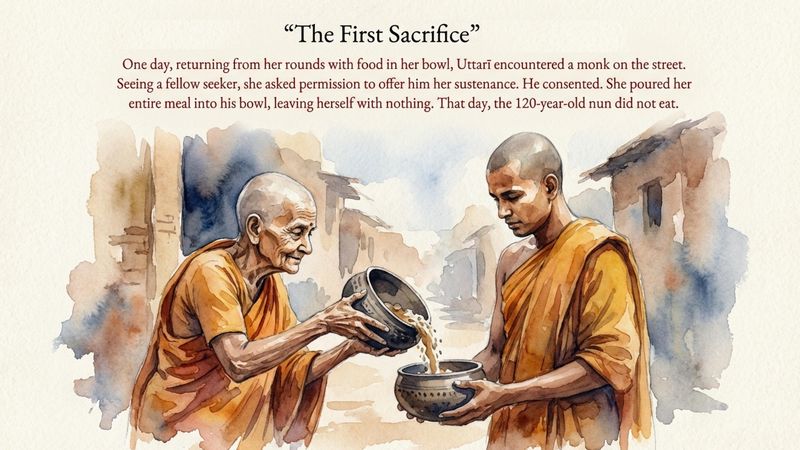 “The First Sacrifice”
One day, returning from her rounds with food in her bowl, Uttarī encountered a monk on the street.
Seeing a fellow seeker, she asked permission to offer him her sustenance. He consented. She poured her
entire meal into his bowl, leaving herself with nothing. That day, the 120-year-old nun did not eat.